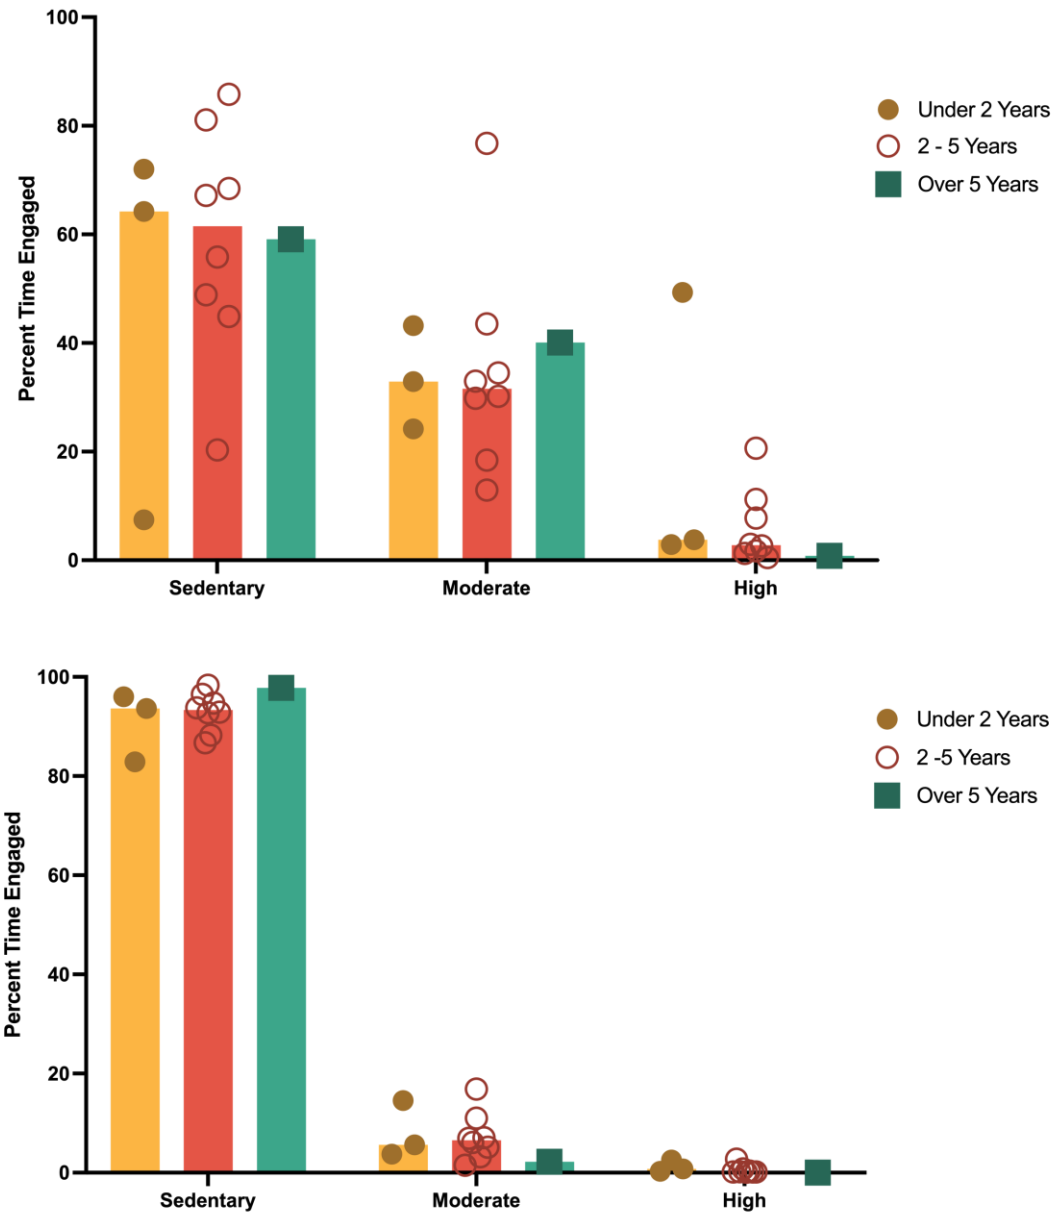 100
80
60
40
20
0
Percent Time Engaged
Sedentary
Moderate
High
Under 2 Years
2 - 5 Years
Over 5 Years
100
80
60
40
20
0
Percent Time Engaged
Sedentary
Moderate
High
Under 2 Years
2 -5 Years
Over 5 Years